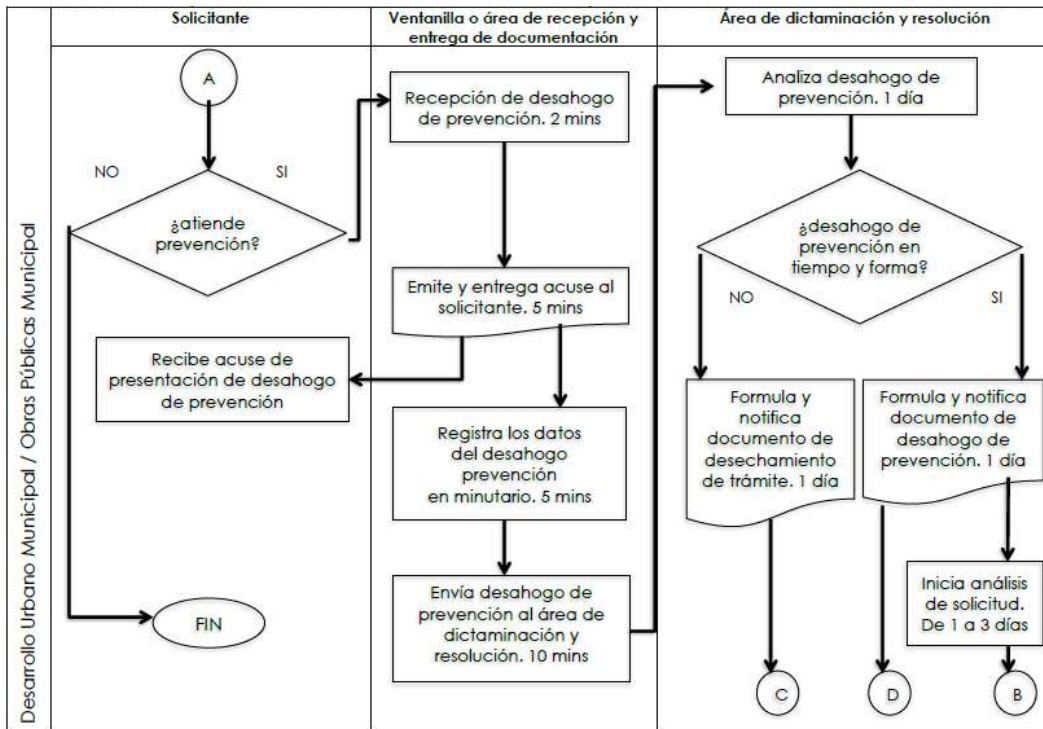 Desarrollo Urbano Municipal / Obras Públicas Municipal
Solicitante
Ventanilla o área de recepción y
entrega de documentación
Área de dictaminación y resolución
A
NO
SI
¿atiende
prevención?
Recibe acuse de
presentación de desahogo
de prevención
FIN
Recepción de desahogo
de prevención. 2 mins
Emite y entrega acuse al
solicitante. 5 mins
Registra los datos
del desahogo
prevención
en minutario. 5 mins
Envía desahogo de
prevención al área de
dictaminación y
resolución. 10 mins
Analiza desahogo de
prevención. 1 día
¿desahogo de
prevención en
tiempo y forma?
NO
SI
Formula y
notifica
documento de
desechamiento
de trámite. 1 día
Formula y notifica
documento de
desahogo de
prevención. 1 día
Inicia análisis
de solicitud.
De 1 a 3 días
C
D
B